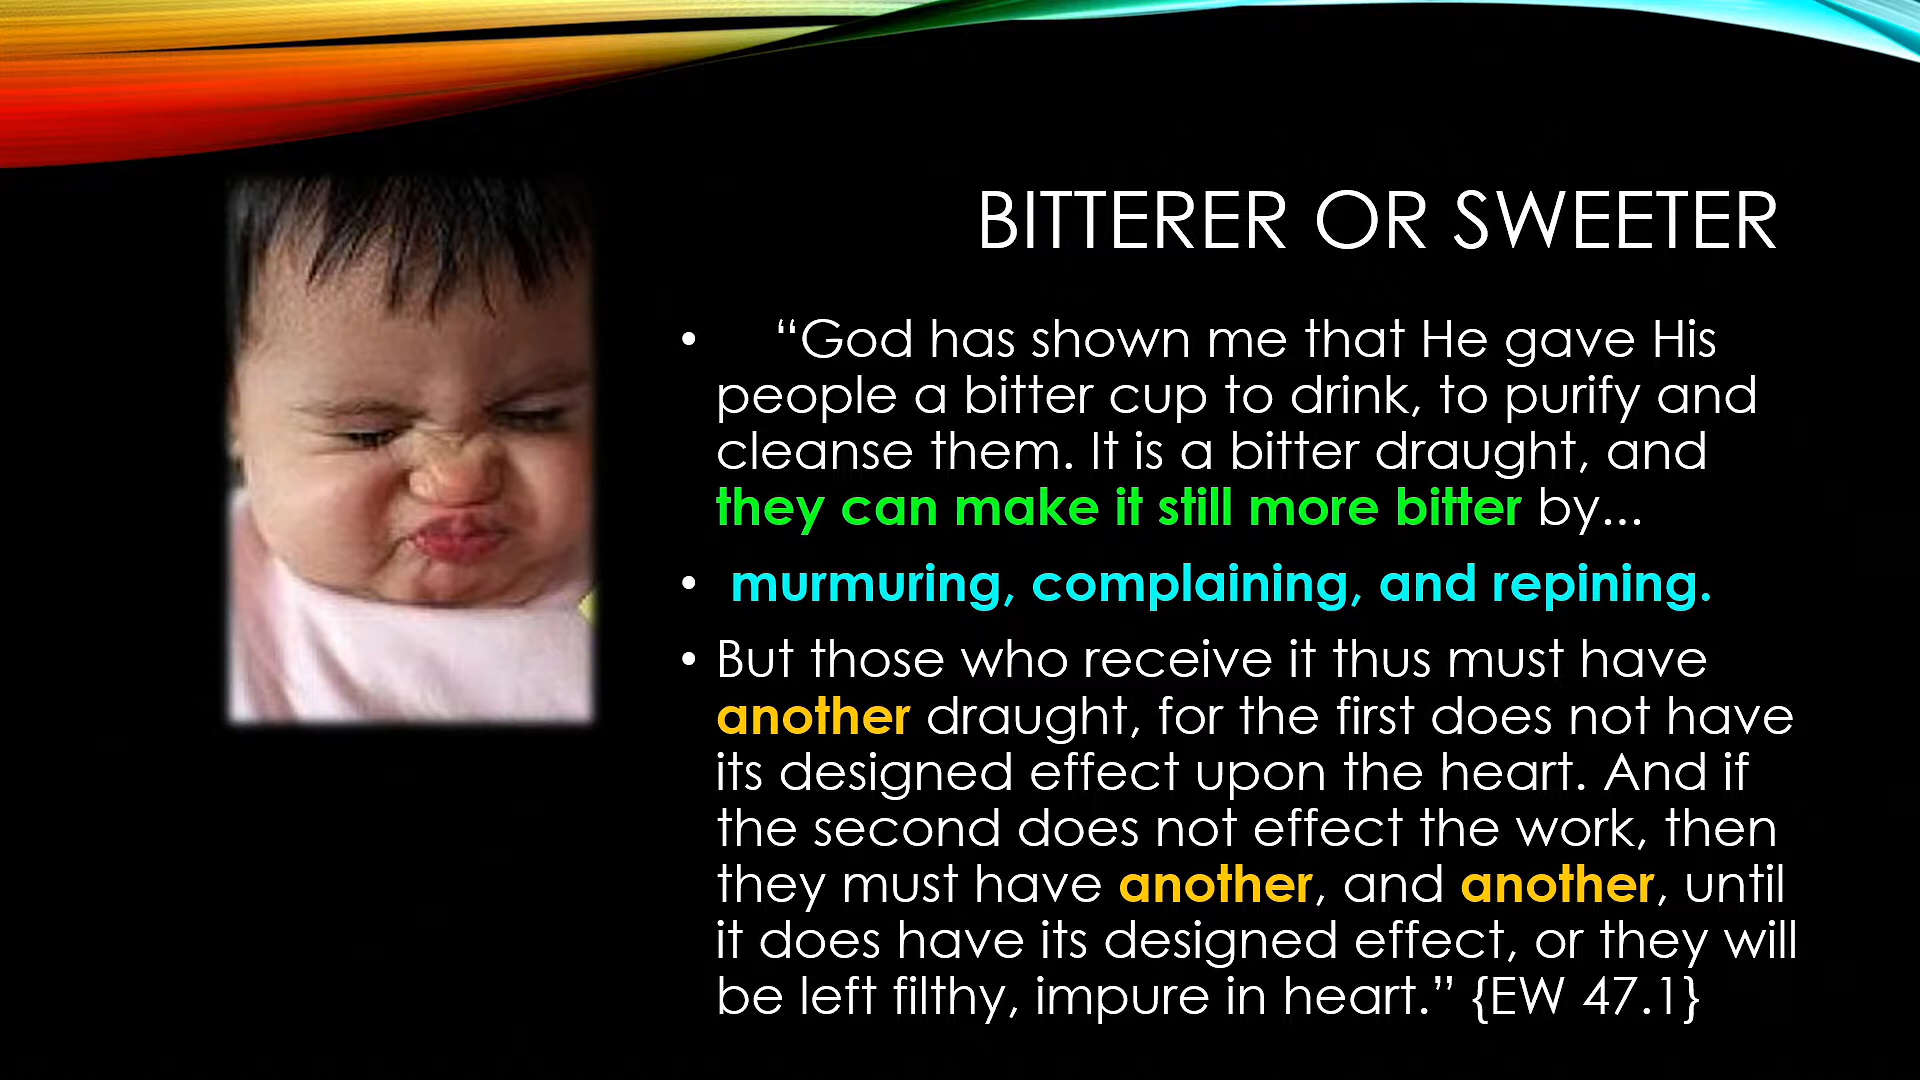 BITTERER OR SWEETER
• “God has shown me that He gave His
people a bitter cup to drink, to purify and
cleanse them. It is a bitter draught, and
they can make it still more bitter by...
• murmuring, complaining, and repining.
• But those who receive it thus must have
another draught, for the first does not have
its designed effect upon the heart. And if
the second does not effect the work, then
they must have another, and another, until
it does have its designed effect, or they will
be left filthy, impure in heart.” {EW 47.1}